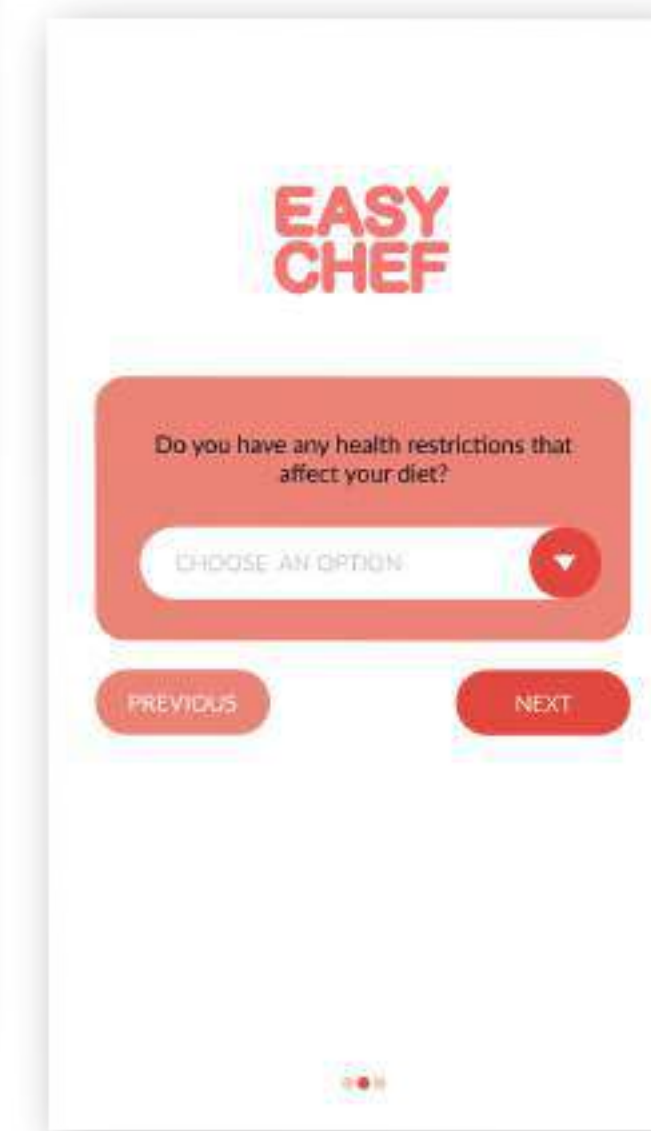 EASY
CHEF
Do you have any health restrictions that
affect your diet?
CHOOSE AN OPTION
PREVIOUS
NEXT